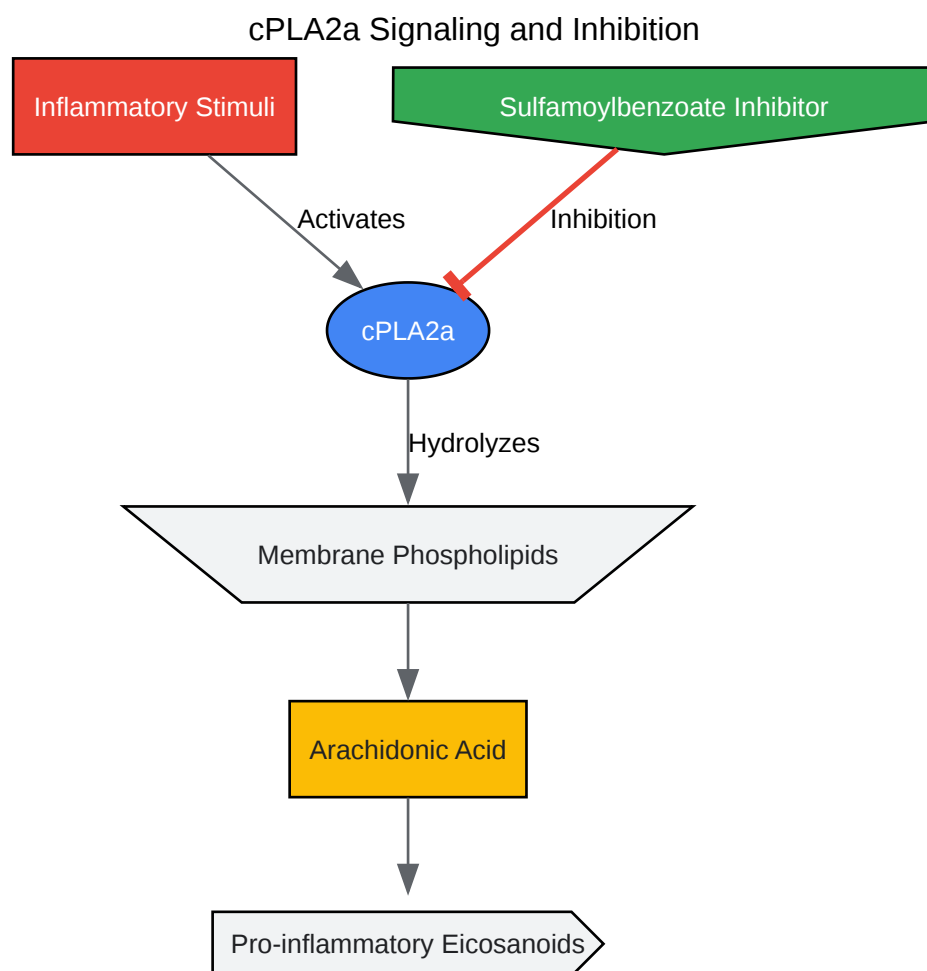 cPLA2a Signaling and Inhibition
Inflammatory Stimuli
Sulfamoylbenzoate Inhibitor
Activates
Inhibition
cPLA2a
Hydrolyzes
Membrane Phospholipids
Arachidonic Acid
Pro-inflammatory Eicosanoids